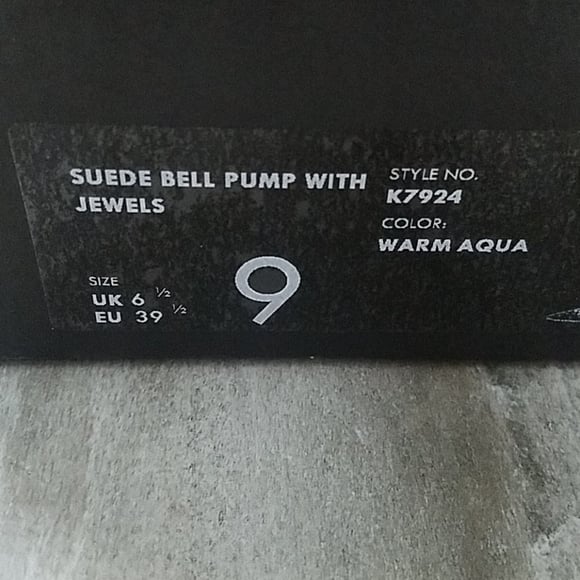 SUEDE BELL PUMP WITH
JEWELS
STYLE NO.
K7924
COLOR:
WARM AQUA
SIZE
UK 6 ½
EU 39 ½
9